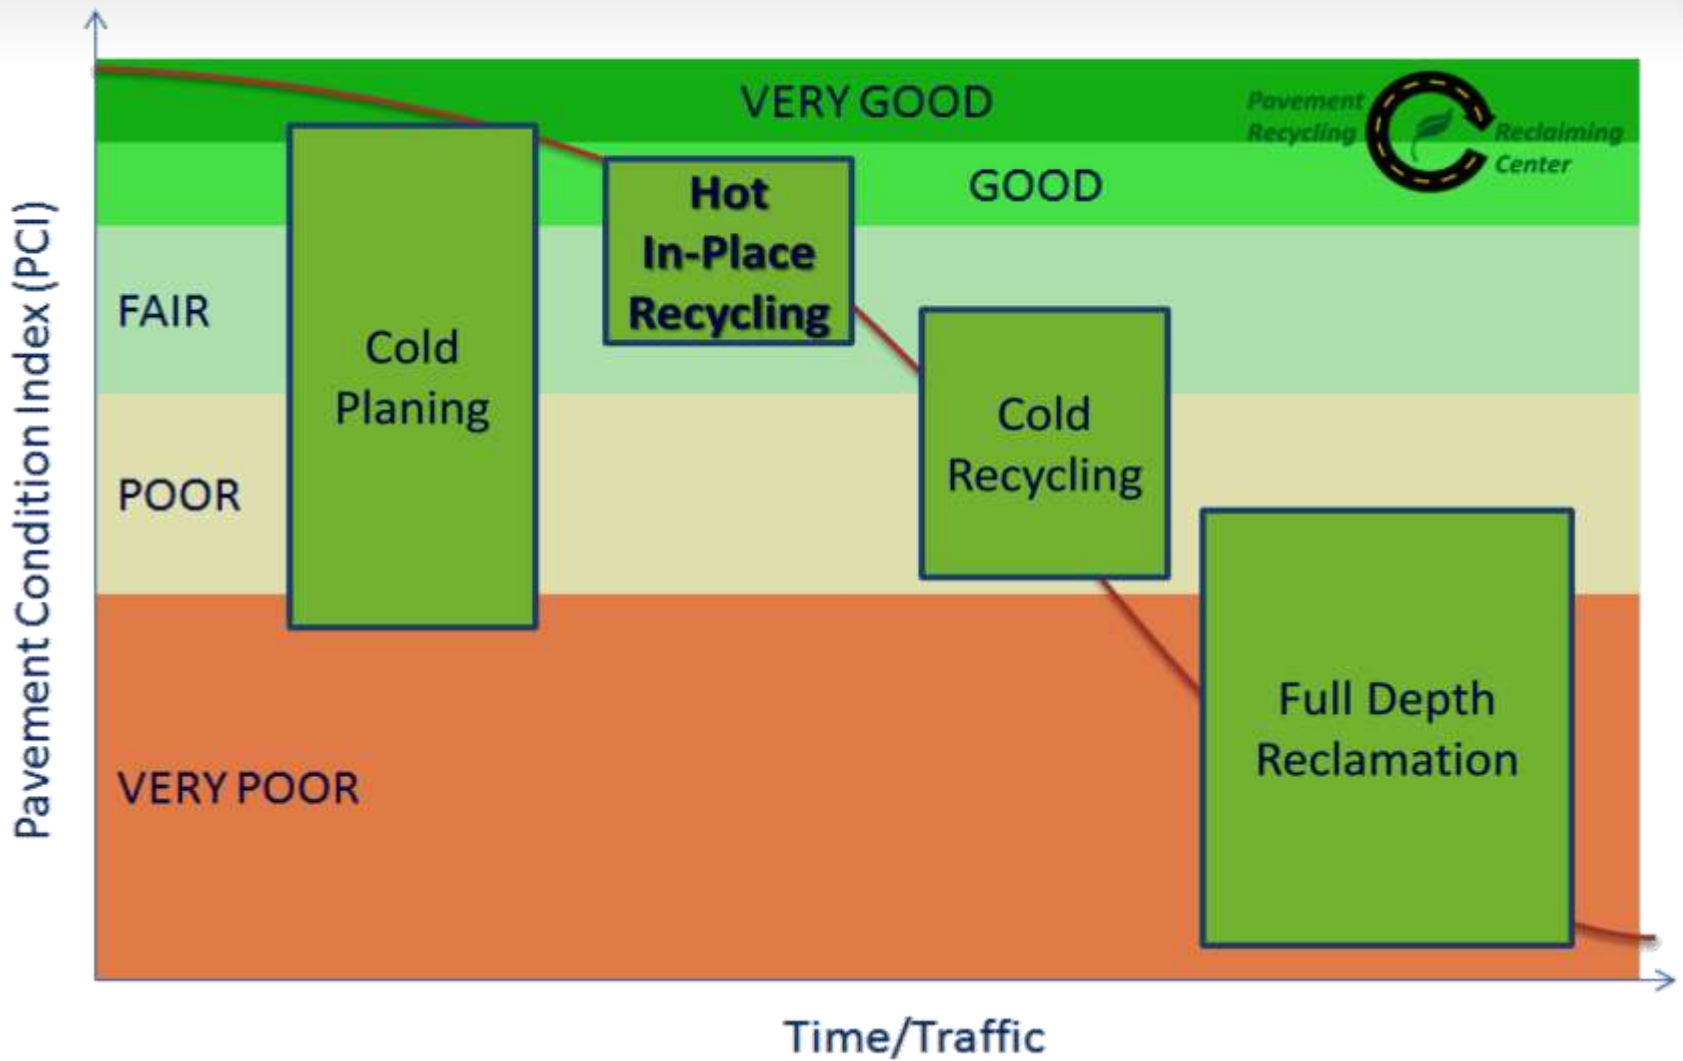 VERY GOOD
Pavement
Recycling
Reclaiming
Center
GOOD
Hot
In-Place
Recycling
FAIR
Cold
Planing
Cold
Recycling
POOR
Full Depth
Reclamation
VERY POOR
Pavement Condition Index (PCI)
Time/Traffic